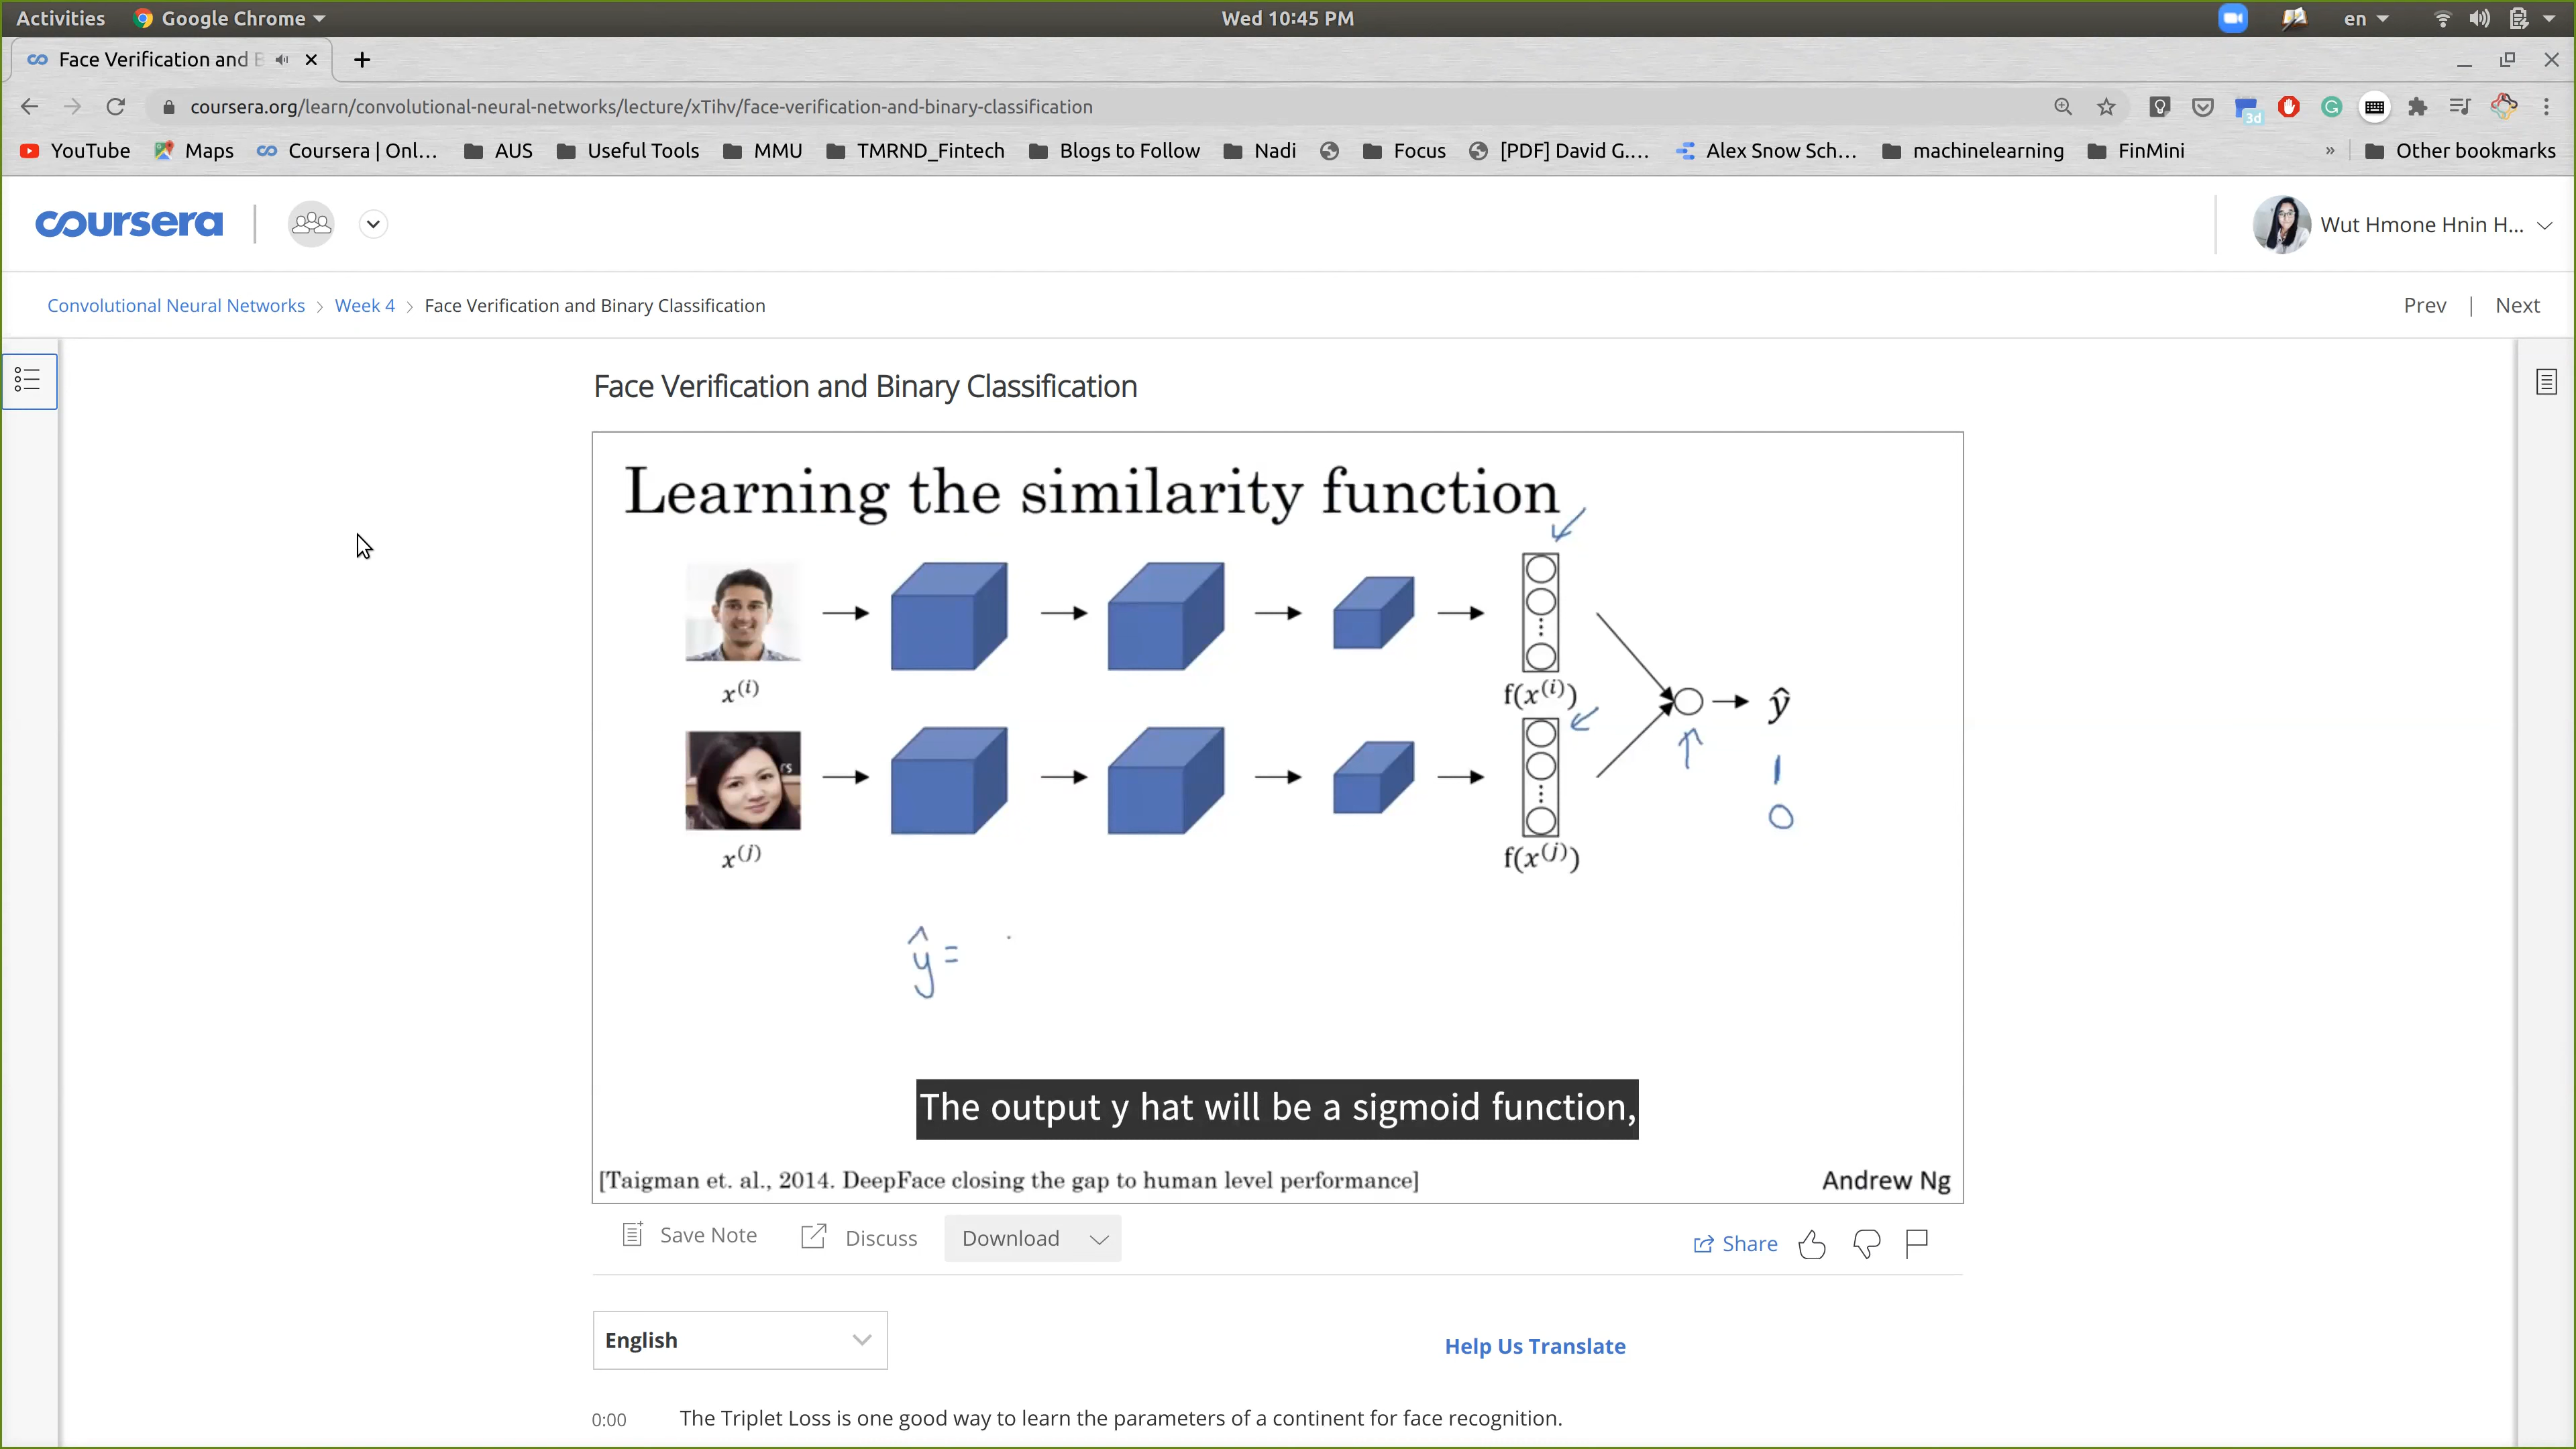 Activities Google Chrome Wed 10:45 PM en
Face Verification and B
coursera.org/learn/convolutional-neural-networks/lecture/xTihv/face-verification-and-binary-classification
3d
YouTube Maps Coursera | Onl... AUS Useful Tools MMU TMRND_Fintech Blogs to Follow Nadi Focus [PDF] David G.... Alex Snow Sch... machinelearning FinMini » Other bookmarks
coursera Wut Hmone Hnin H...
Convolutional Neural Networks > Week 4 > Face Verification and Binary Classification Prev | Next
Face Verification and Binary Classification
Learning the similarity function
x(i) f(x(i))
ŷ
1
0
x(j) f(x(j))
ŷ =
The output y hat will be a sigmoid function,
[Taigman et. al., 2014. DeepFace closing the gap to human level performance] Andrew Ng
Save Note Discuss Download Share
English Help Us Translate
0:00 The Triplet Loss is one good way to learn the parameters of a continent for face recognition.